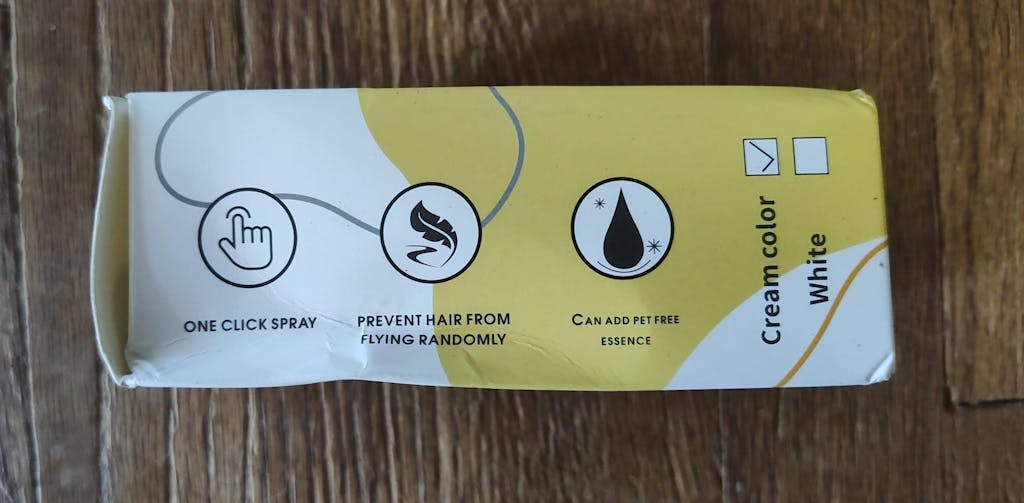 ONE CLICK SPRAY
PREVENT HAIR FROM
FLYING RANDOMLY
CAN ADD PET FREE
ESSENCE
Cream color
White